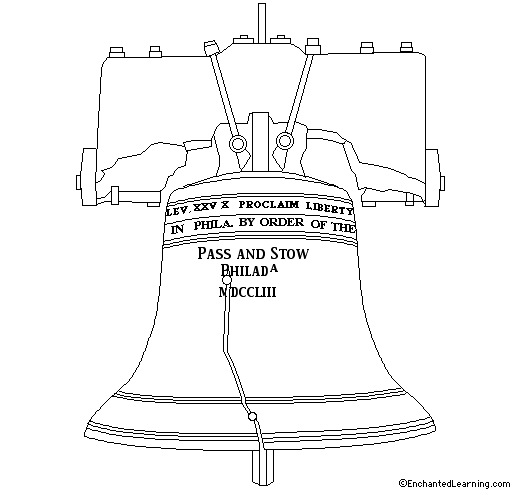 LEV. XXV X PROCLAIM LIBERTY
IN PHILA. BY ORDER OF THE
PASS AND STOW
PHILADA
MDCCLIII
©EnchantedLearning.com